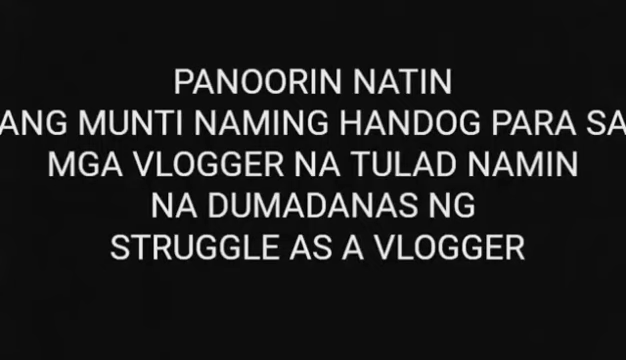 PANOORIN NATIN
ANG MUNTI NAMING HANDOG PARA SA
MGA VLOGGER NA TULAD NAMIN
NA DUMADANAS NG
STRUGGLE AS A VLOGGER